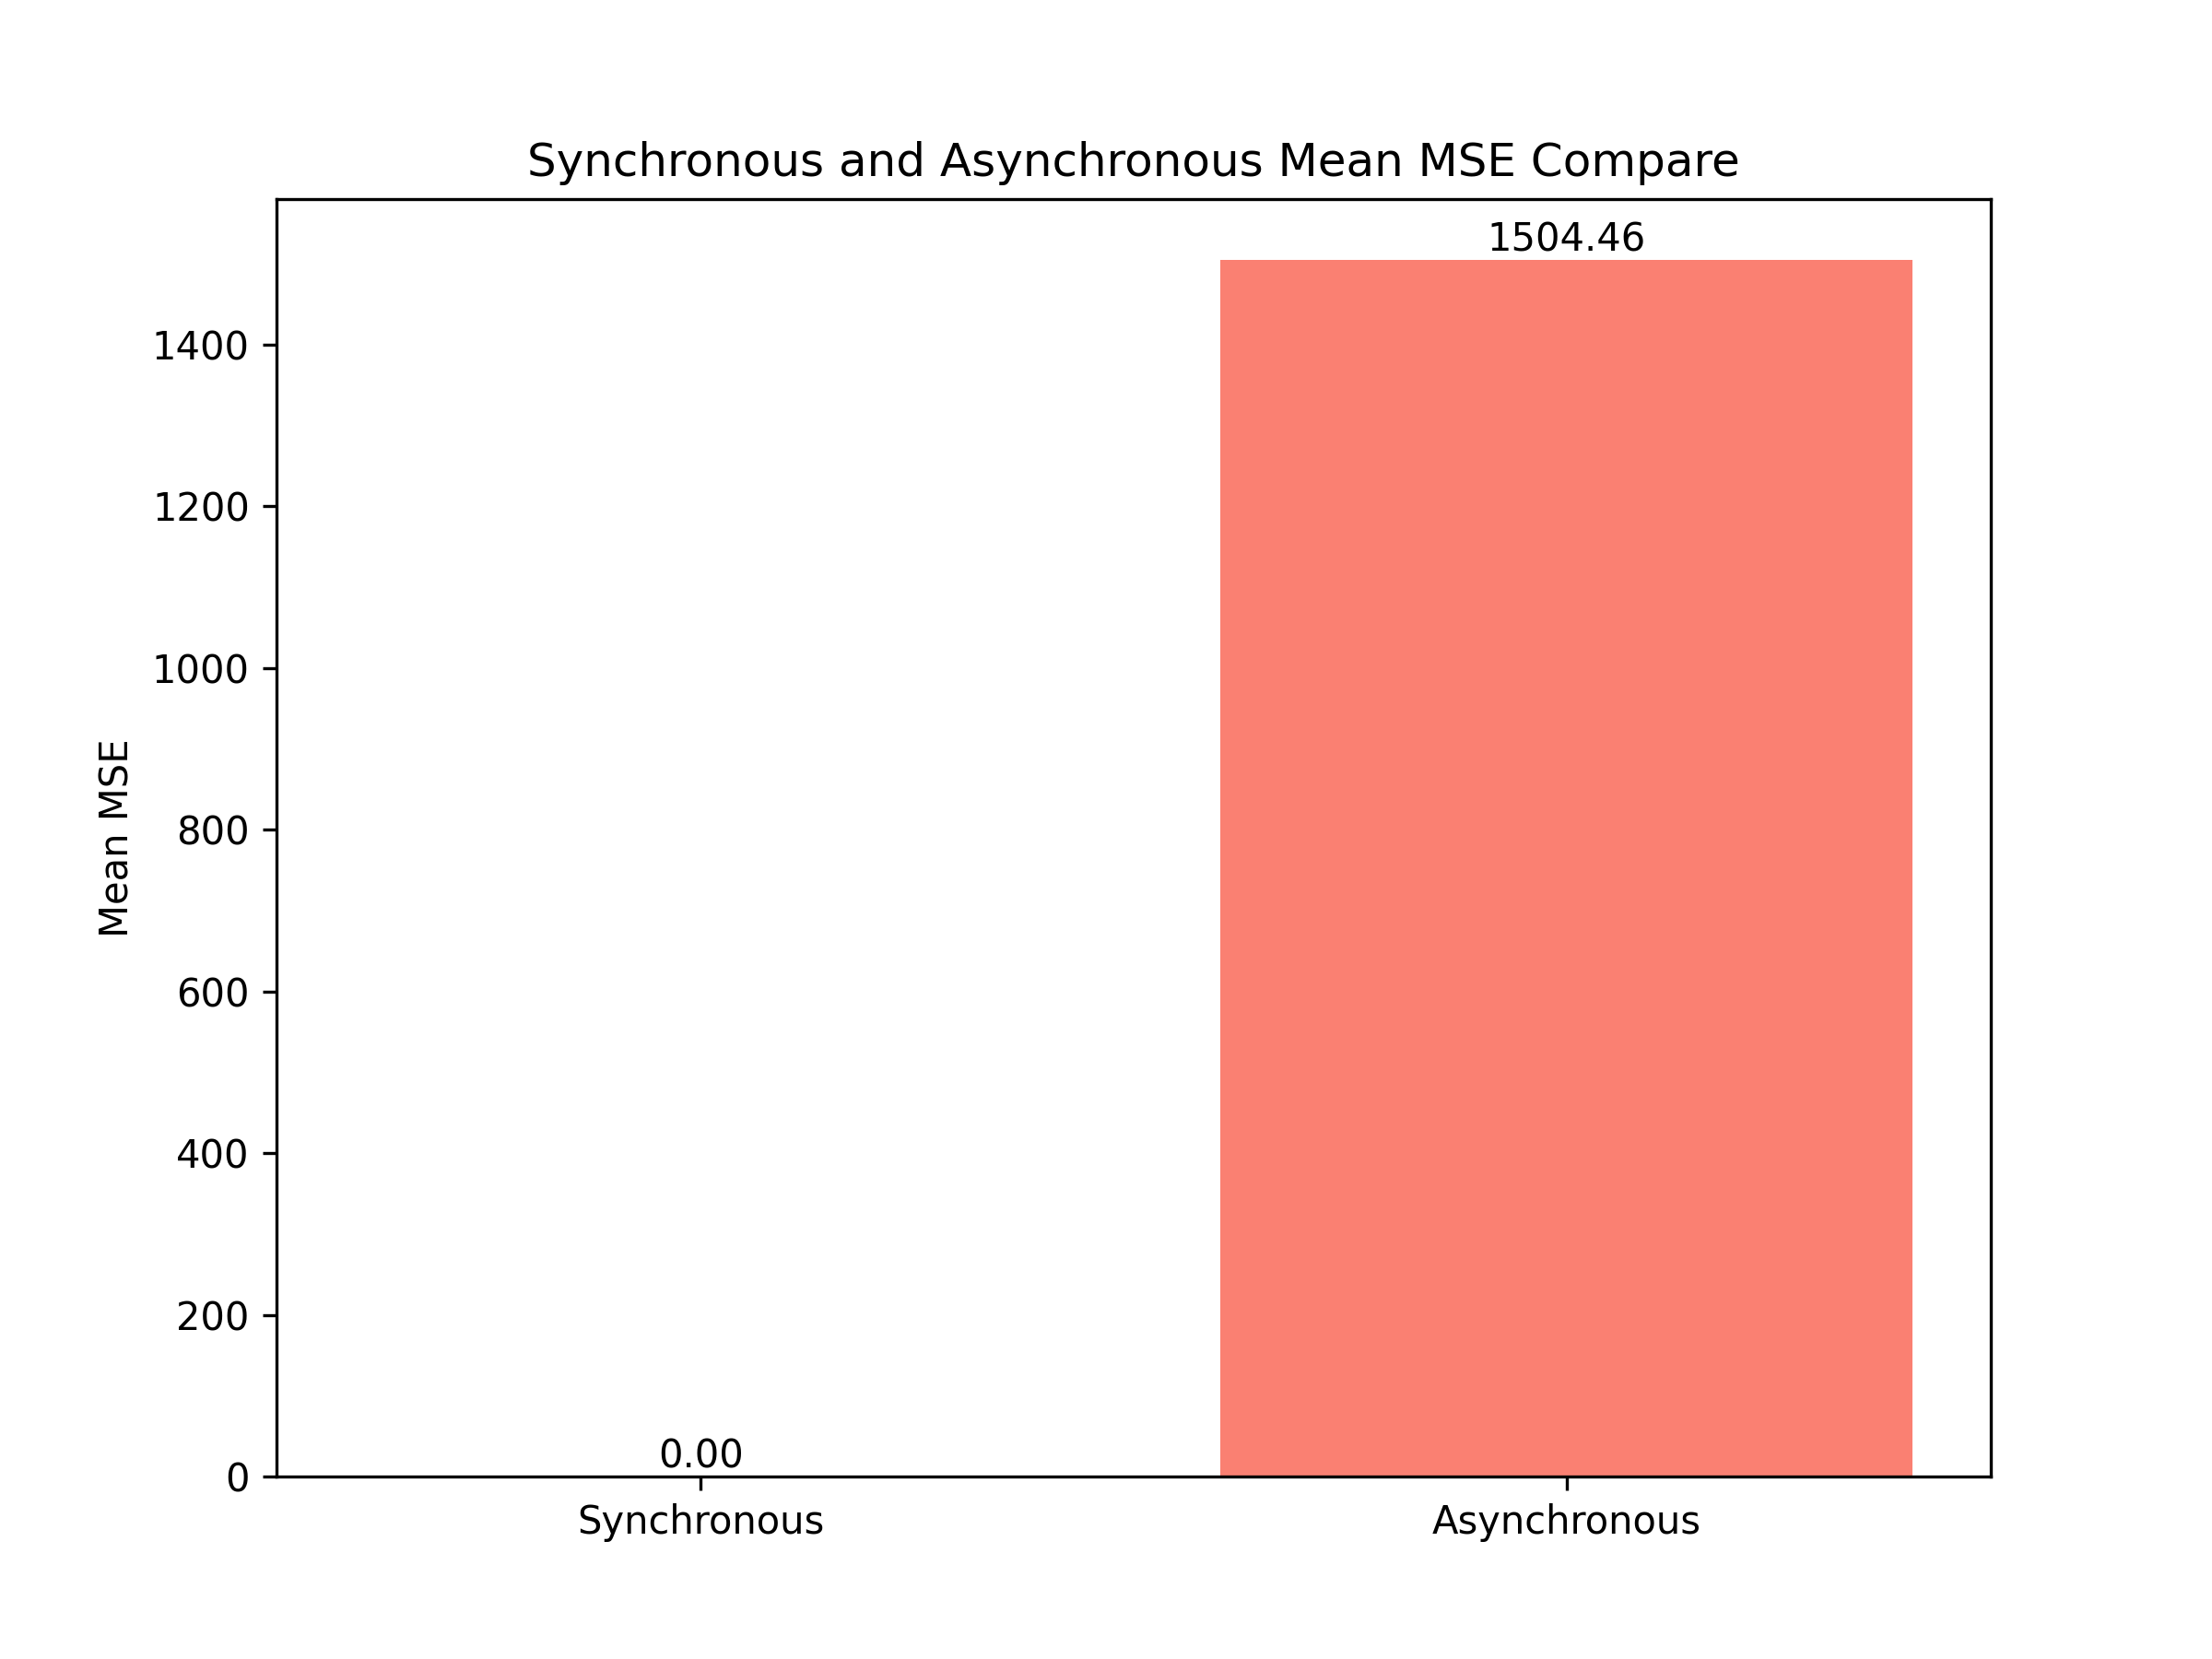 Synchronous and Asynchronous Mean MSE Compare
1504.46
1400
1200
1000
800
600
400
200
0
Mean MSE
0.00
Synchronous
Asynchronous